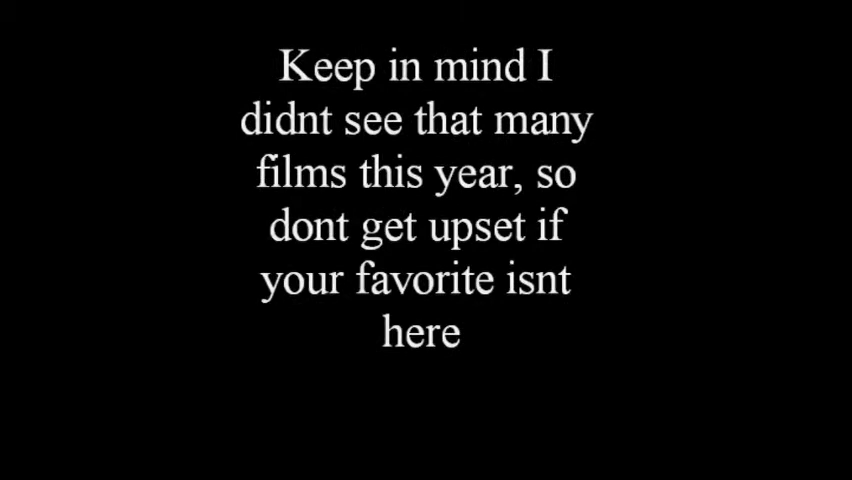 Keep in mind I
didnt see that many
films this year, so
dont get upset if
your favorite isnt
here